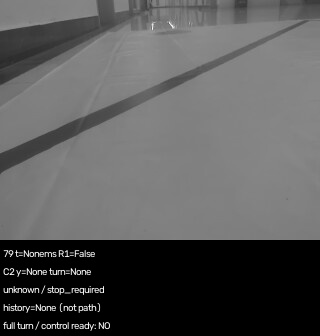 79 t=Nonems R1=False
C2 y=None turn=None
unknown / stop_required
history=None (not path)
full turn / control ready: NO